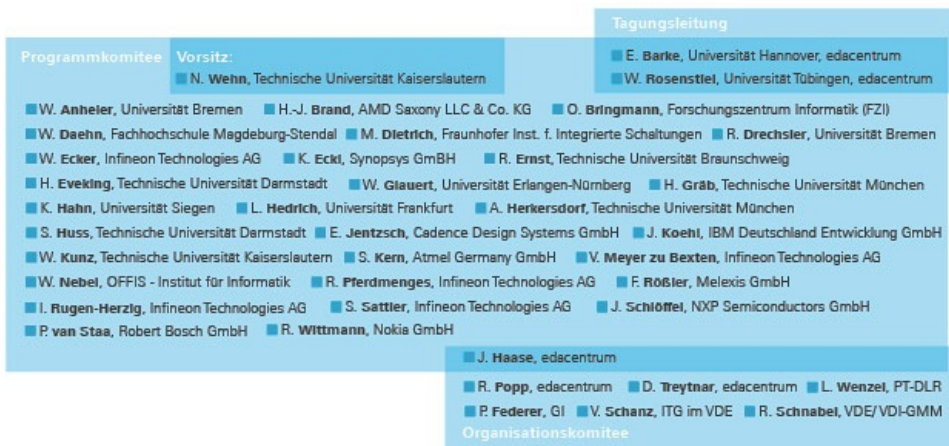 Tagungsleitung
E. Barke, Universität Hannover, edacentrum
W. Rosenstiel, Universität Tübingen, edacentrum
Programmkomitee Vorsitz:
N. Wehn, Technische Universität Kaiserslautern
W. Anheier, Universität Bremen H.-J. Brand, AMD Saxony LLC & Co. KG O. Bringmann, Forschungszentrum Informatik (FZI)
W. Daehn, Fachhochschule Magdeburg-Stendal M. Dietrich, Fraunhofer Inst. f. Integrierte Schaltungen R. Drechsler, Universität Bremen
W. Ecker, Infineon Technologies AG K. Eckl, Synopsys GmBH R. Ernst, Technische Universität Braunschweig
H. Eveking, Technische Universität Darmstadt W. Glauert, Universität Erlangen-Nürnberg H. Gräb, Technische Universität München
K. Hahn, Universität Siegen L. Hedrich, Universität Frankfurt A. Herkersdorf, Technische Universität München
S. Huss, Technische Universität Darmstadt E. Jentzsch, Cadence Design Systems GmbH J. Koehl, IBM Deutschland Entwicklung GmbH
W. Kunz, Technische Universität Kaiserslautern S. Kern, Atmel Germany GmbH V. Meyer zu Bexten, Infineon Technologies AG
W. Nebel, OFFIS - Institut für Informatik R. Pferdmenges, Infineon Technologies AG F. Rößler, Melexis GmbH
I. Rugen-Herzig, Infineon Technologies AG S. Sattler, Infineon Technologies AG J. Schlöffel, NXP Semiconductors GmbH
P. van Staa, Robert Bosch GmbH R. Wittmann, Nokia GmbH
J. Haase, edacentrum
R. Popp, edacentrum D. Treytnar, edacentrum L. Wenzel, PT-DLR
P. Federer, GI V. Schanz, ITG im VDE R. Schnabel, VDE/VDI-GMM
Organisationskomitee